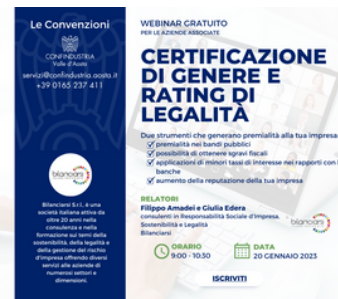 Le Convenzioni
CONFINDUSTRIA
Valle d'Aosta
servizi@confindustria.aosta.it
+39 0165 237 411
bilanciarsi
Bilanciarsi S.r.l., è una
società italiana attiva da
oltre 20 anni nella
consulenza e nella
formazione sui temi della
sostenibilità, della legalità e
della gestione del rischio
d'impresa offrendo diversi
servizi alle aziende di
numerosi settori e
dimensioni.
WEBINAR GRATUITO
PER LE AZIENDE ASSOCIATE
CERTIFICAZIONE
DI GENERE E
RATING DI
LEGALITÀ
Due strumenti che generano premialità alla tua impresa
premialità nei bandi pubblici
possibilità di ottenere sgravi fiscali
applicazioni di minori tassi di interesse nei rapporti con l
banche
aumento della reputazione della tua impresa
RELATORI
Filippo Amadei e Giulia Edera
consulenti in Responsabilità Sociale d'Impresa,
Sostenibilità e Legalità
Bilanciarsi
bilanciarsi
ORARIO
9:00 - 10:30
DATA
20 GENNAIO 2023
ISCRIVITI